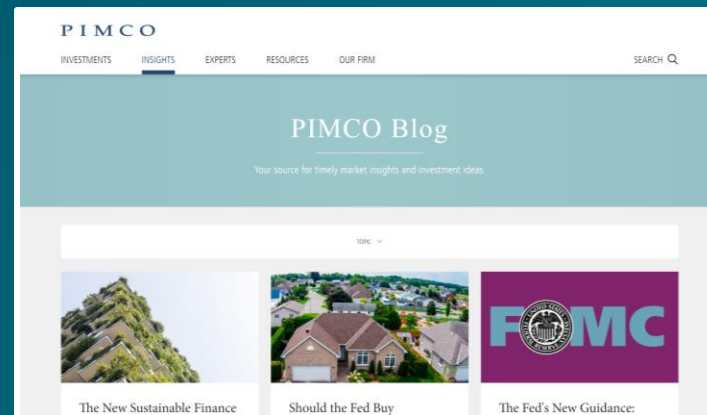 PIMCO
INVESTMENTS INSIGHTS EXPERTS RESOURCES OUR FIRM SEARCH
PIMCO Blog
Your source for timely market insights and investment ideas.
TOPIC
FOMC
The New Sustainable Finance
Should the Fed Buy
The Fed's New Guidance: